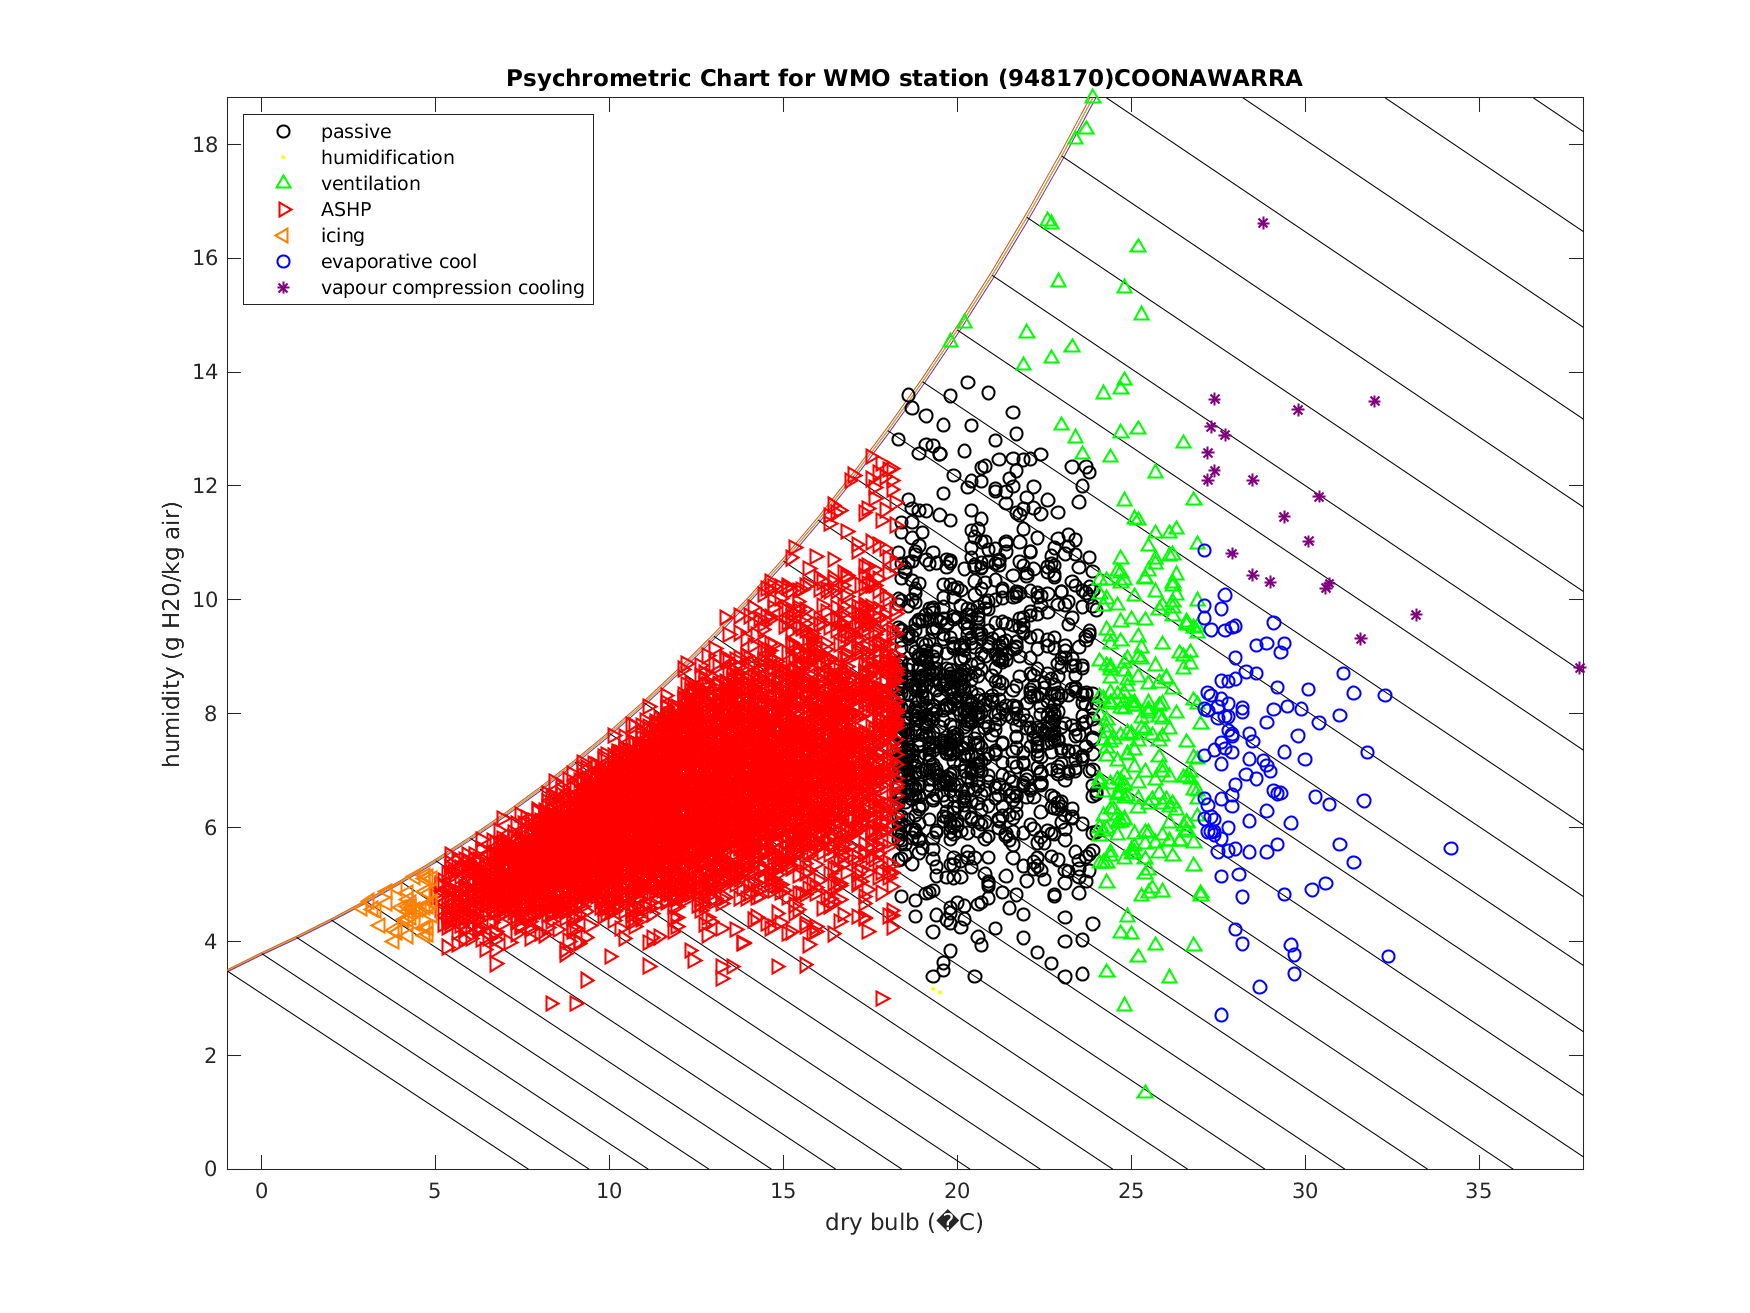 Psychrometric Chart for WMO station (948170)COONAWARRA
passive
humidification
ventilation
ASHP
icing
evaporative cool
vapour compression cooling
humidity (g H20/kg air)
18
16
14
12
10
8
6
4
2
0
0 5 10 15 20 25 30 35
dry bulb (�C)